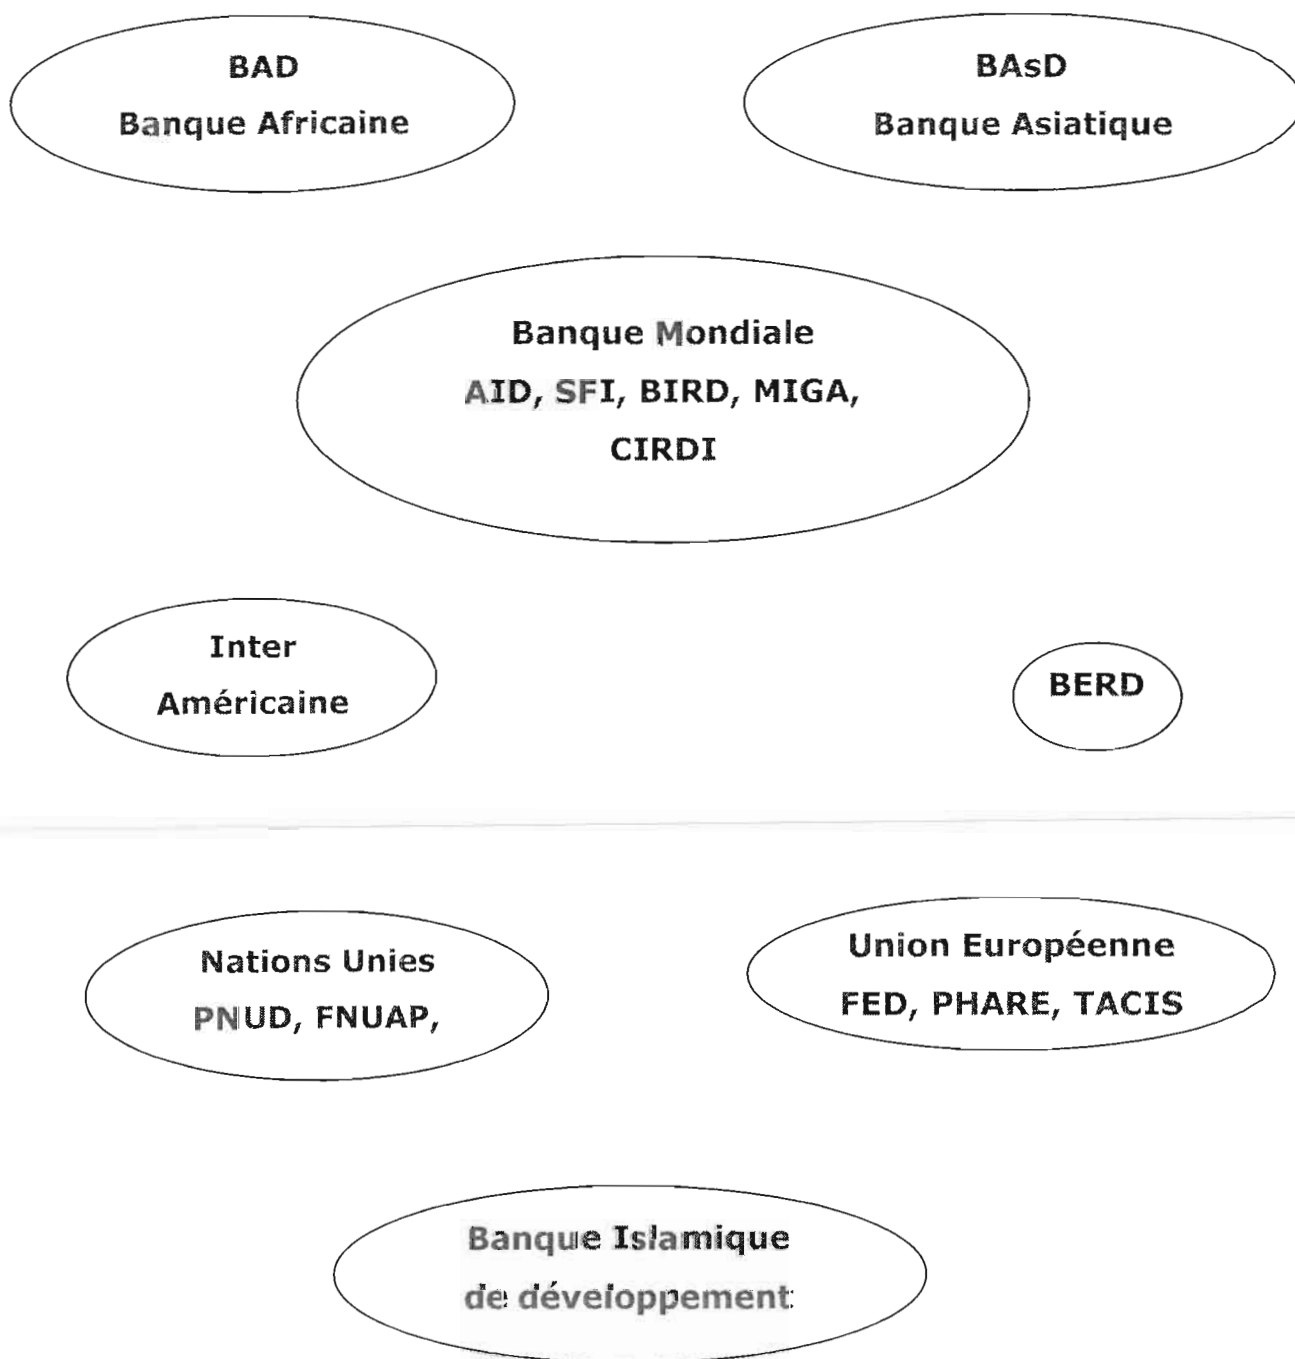 BAD
Banque Africaine
BAsD
Banque Asiatique
Banque Mondiale
AID, SFI, BIRD, MIGA,
CIRDI
Inter
Américaine
BERD
Nations Unies
PNUD, FNUAP,
Union Européenne
FED, PHARE, TACIS
Banque Islamique
de développement